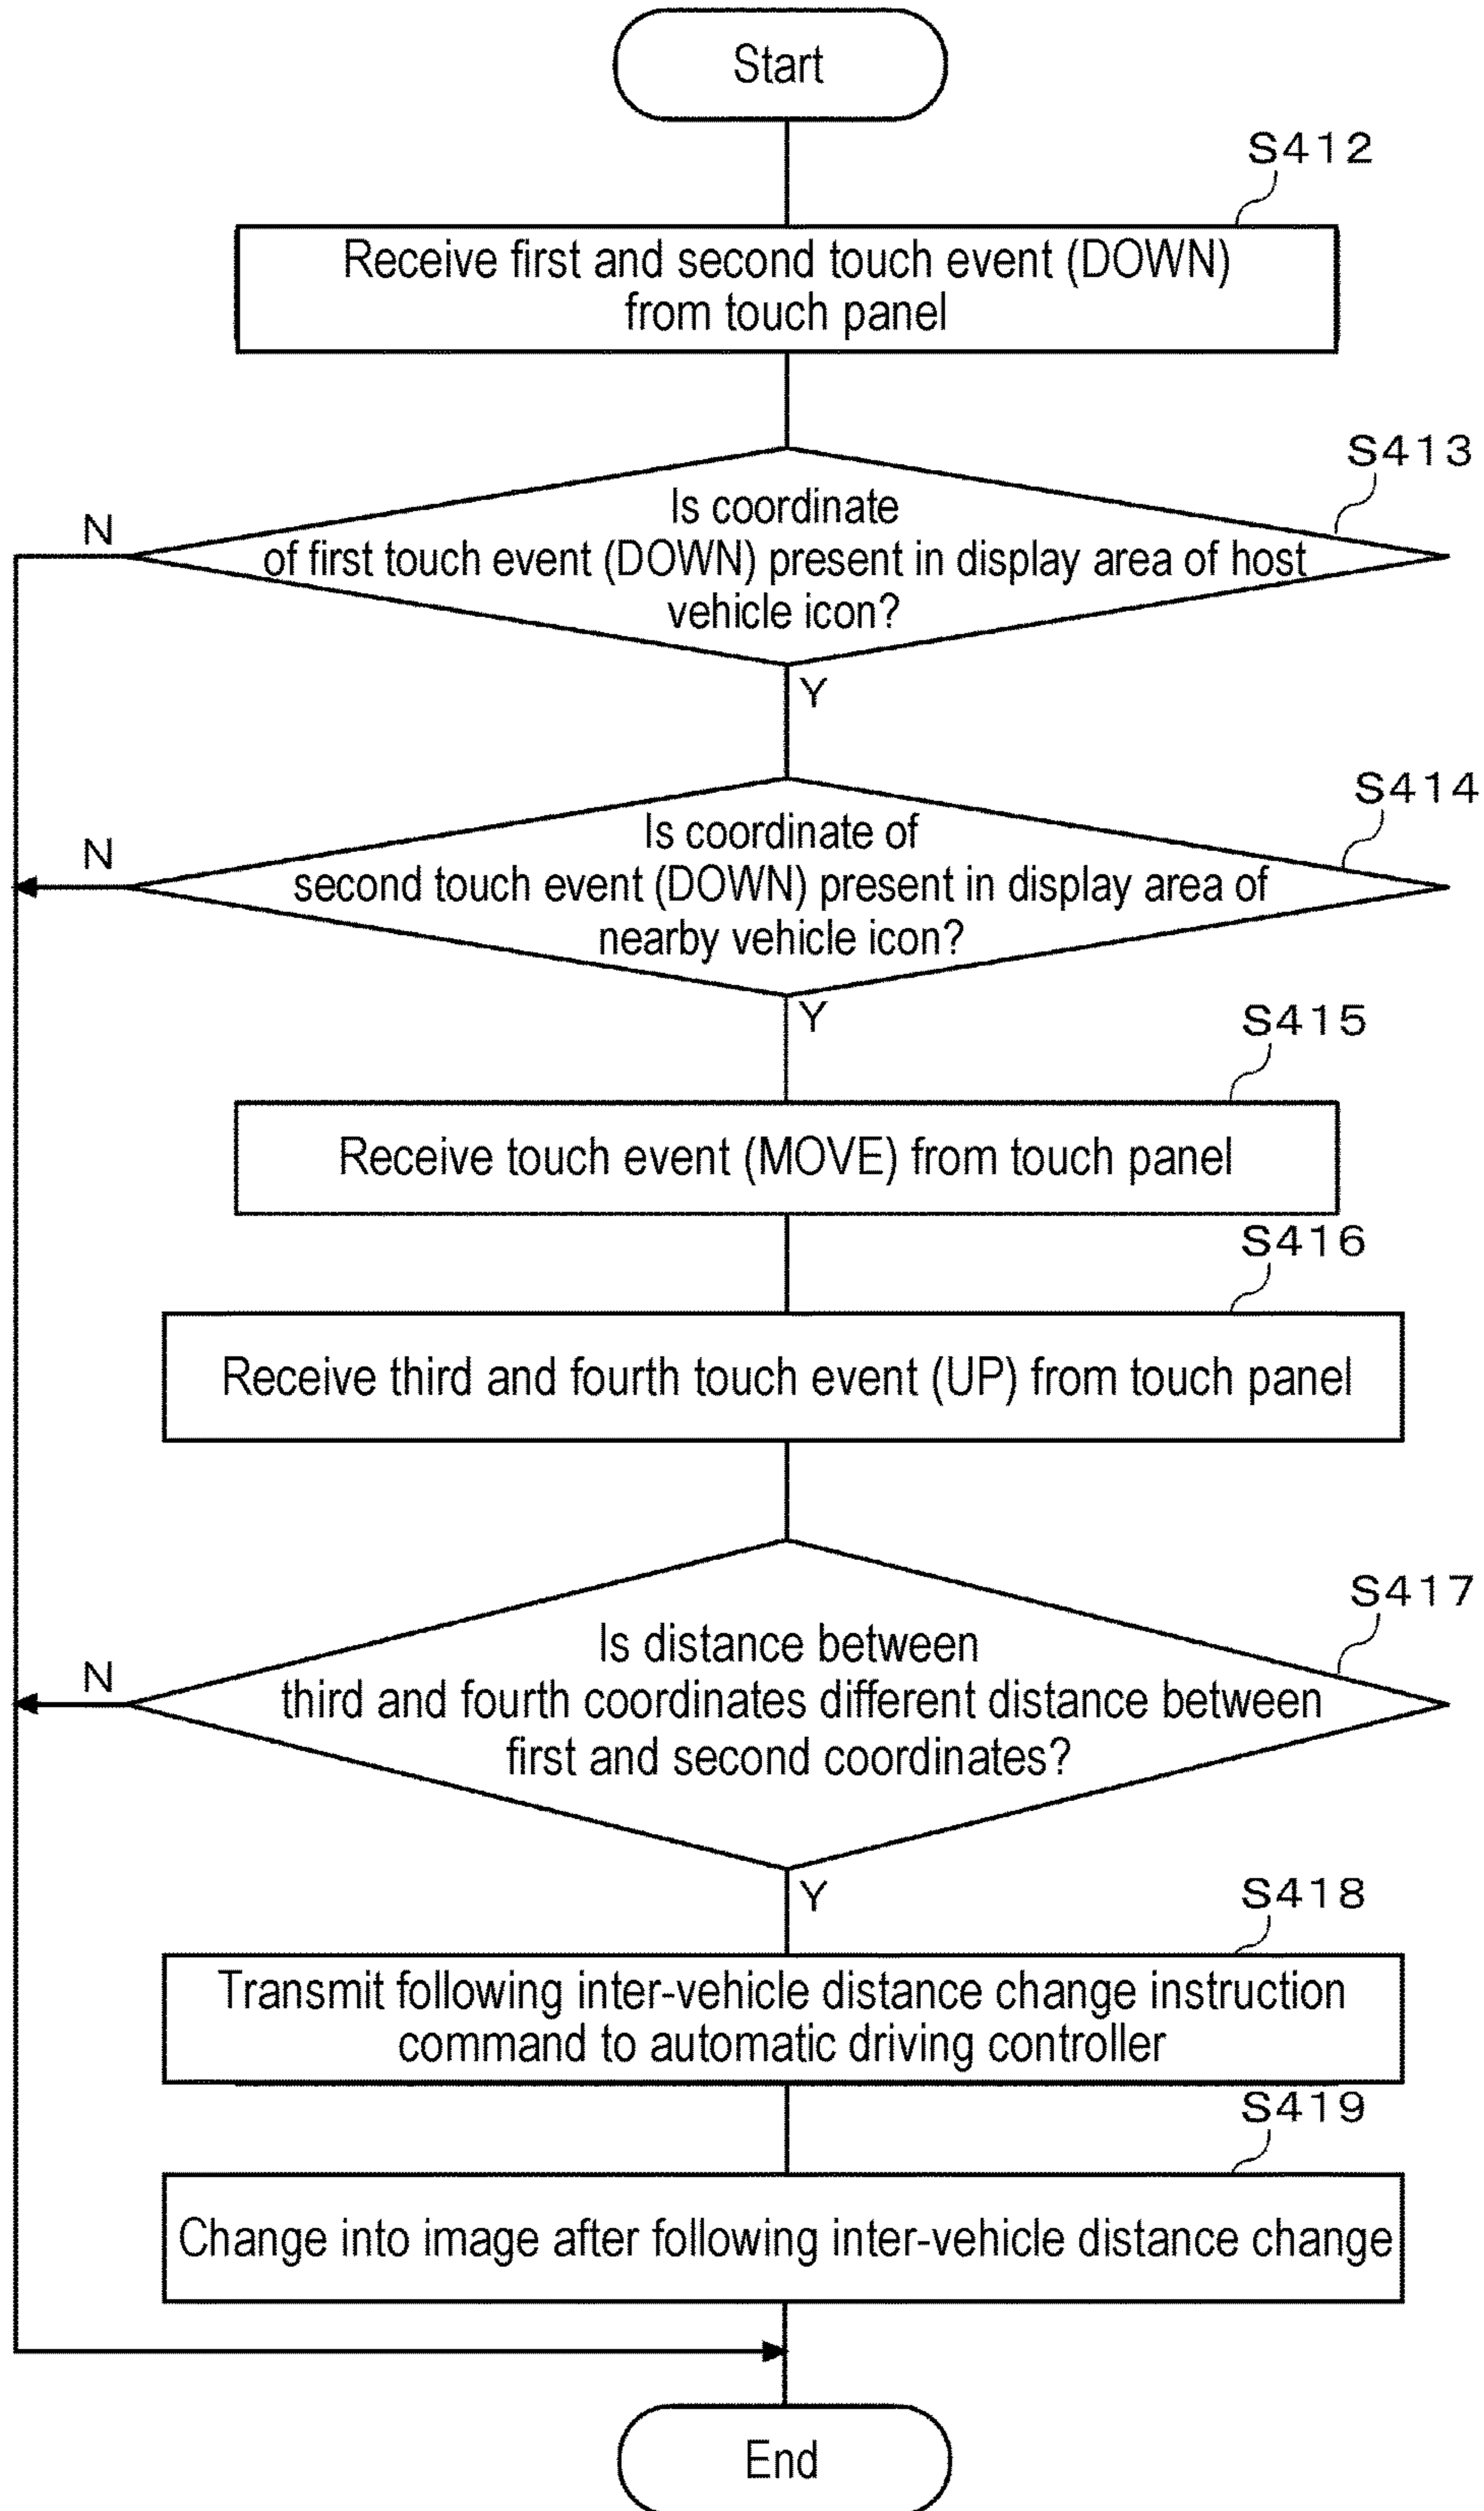 Start
S412
Receive first and second touch event (DOWN)
from touch panel
S413
N
Is coordinate
of first touch event (DOWN) present in display area of host
vehicle icon?
Y
S414
N
Is coordinate of
second touch event (DOWN) present in display area of
nearby vehicle icon?
Y
S415
Receive touch event (MOVE) from touch panel
S416
Receive third and fourth touch event (UP) from touch panel
S417
N
Is distance between
third and fourth coordinates different distance between
first and second coordinates?
Y
S418
Transmit following inter-vehicle distance change instruction
command to automatic driving controller
S419
Change into image after following inter-vehicle distance change
End